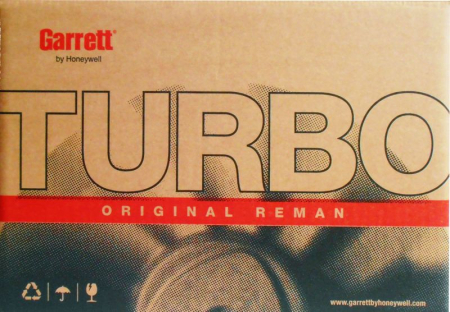 Garrett®
by Honeywell
TURBO
ORIGINAL REMAN
www.garrettbyhoneywell.com